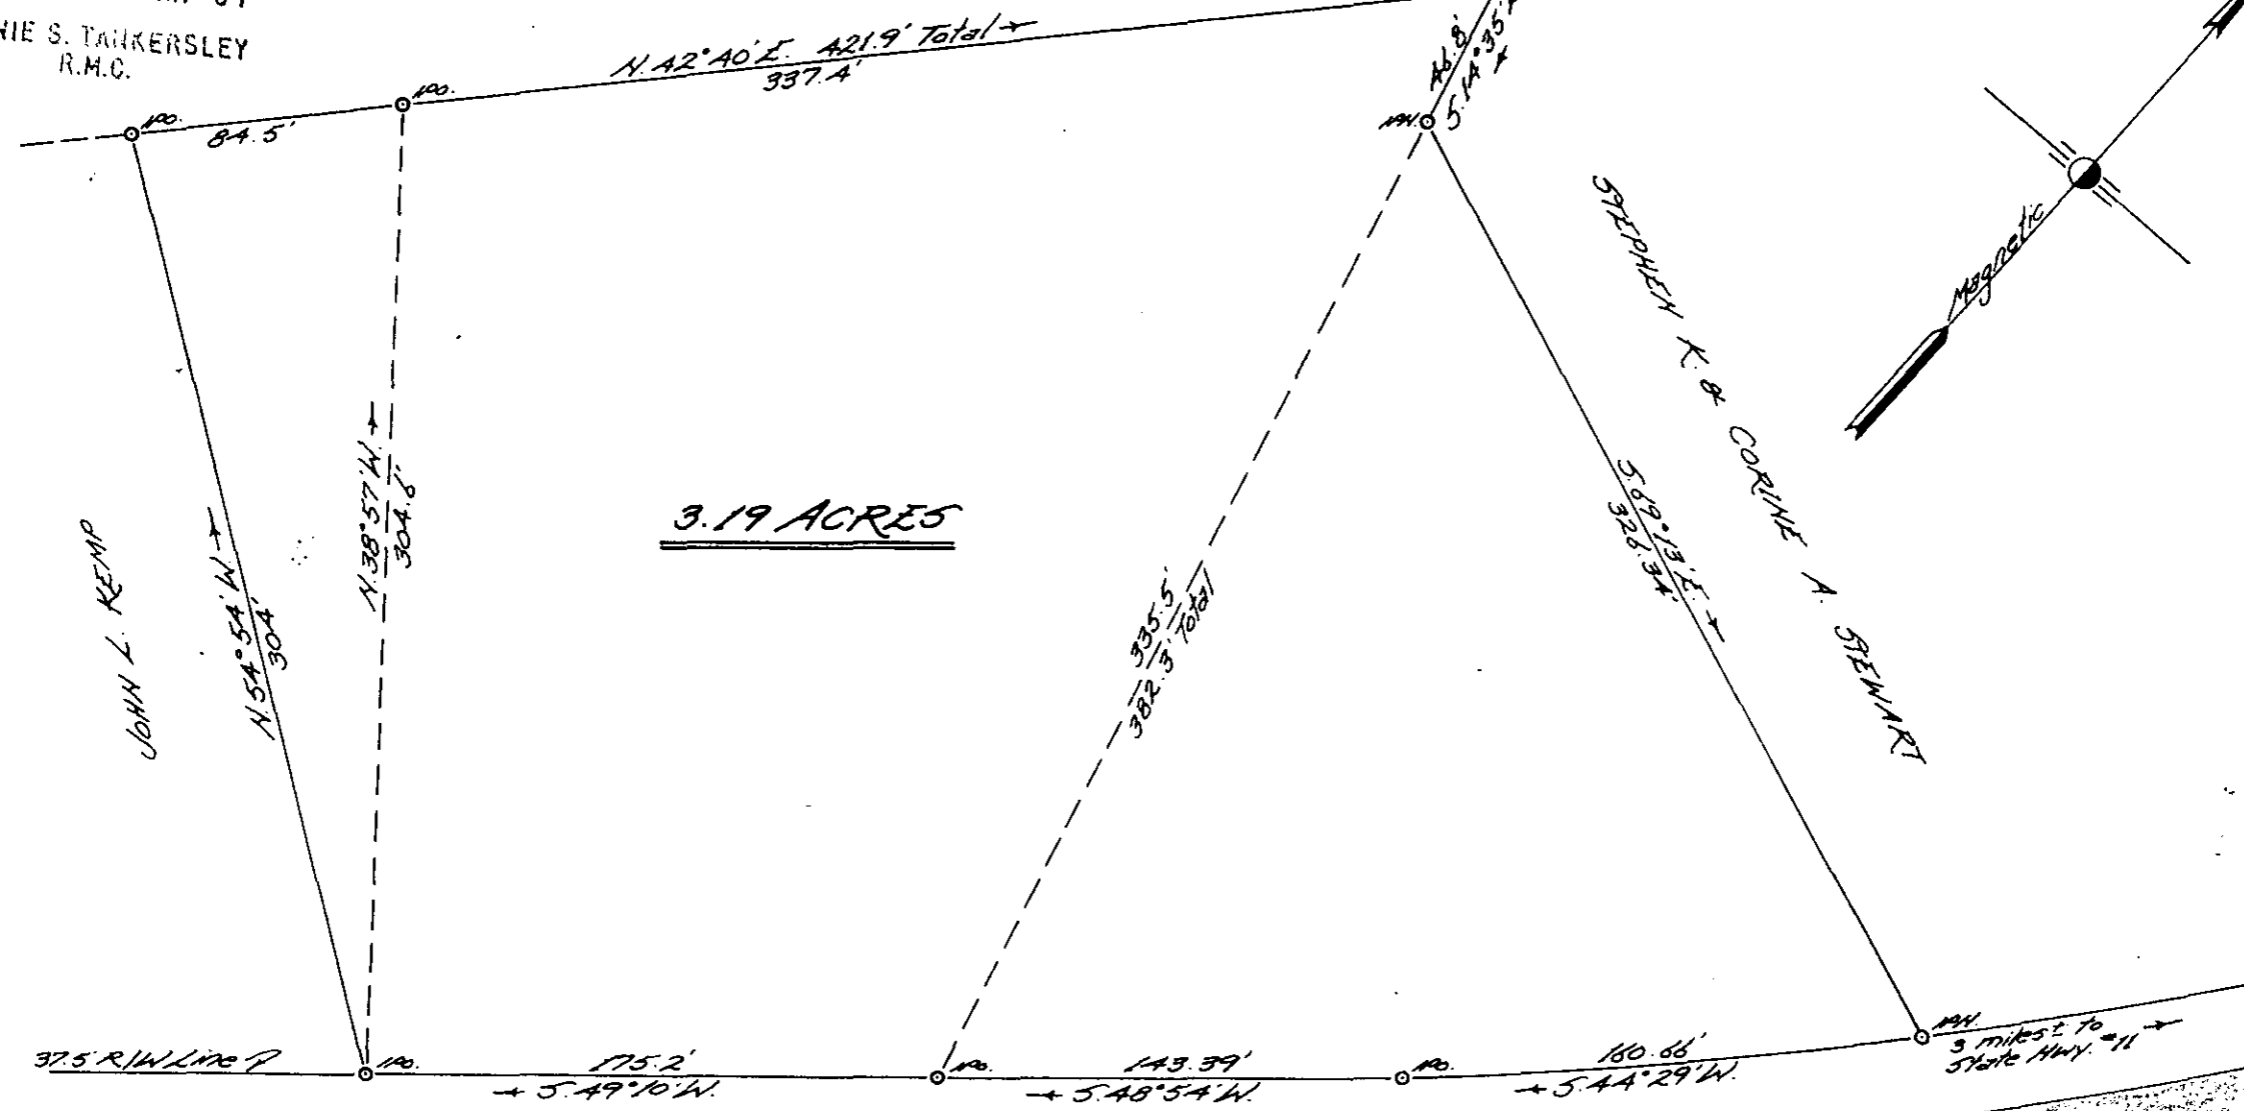 S. TANKERSLEY
R.M.C.
N. 42° 40' E. 421.9' Total
337.4'
I.P.O.
84.5'
I.P.O.
46.8'
S. 14° 35'
I.P.N.
Magnetic
STEPHEN K. & CORINE A. STEWART
JOHN L. KEMP
N. 54° 54' W.
304'
N. 38° 57' W.
304.6'
3.19 ACRES
335.5'
382.3' Total
326.34'
37.5' R/W Line
I.P.O.
175.2'
S. 49° 10' W.
I.P.O.
143.39'
S. 48° 54' W.
I.P.O.
160.66'
S. 44° 29' W.
I.P.N.
3 miles ± to
State Hwy. #11